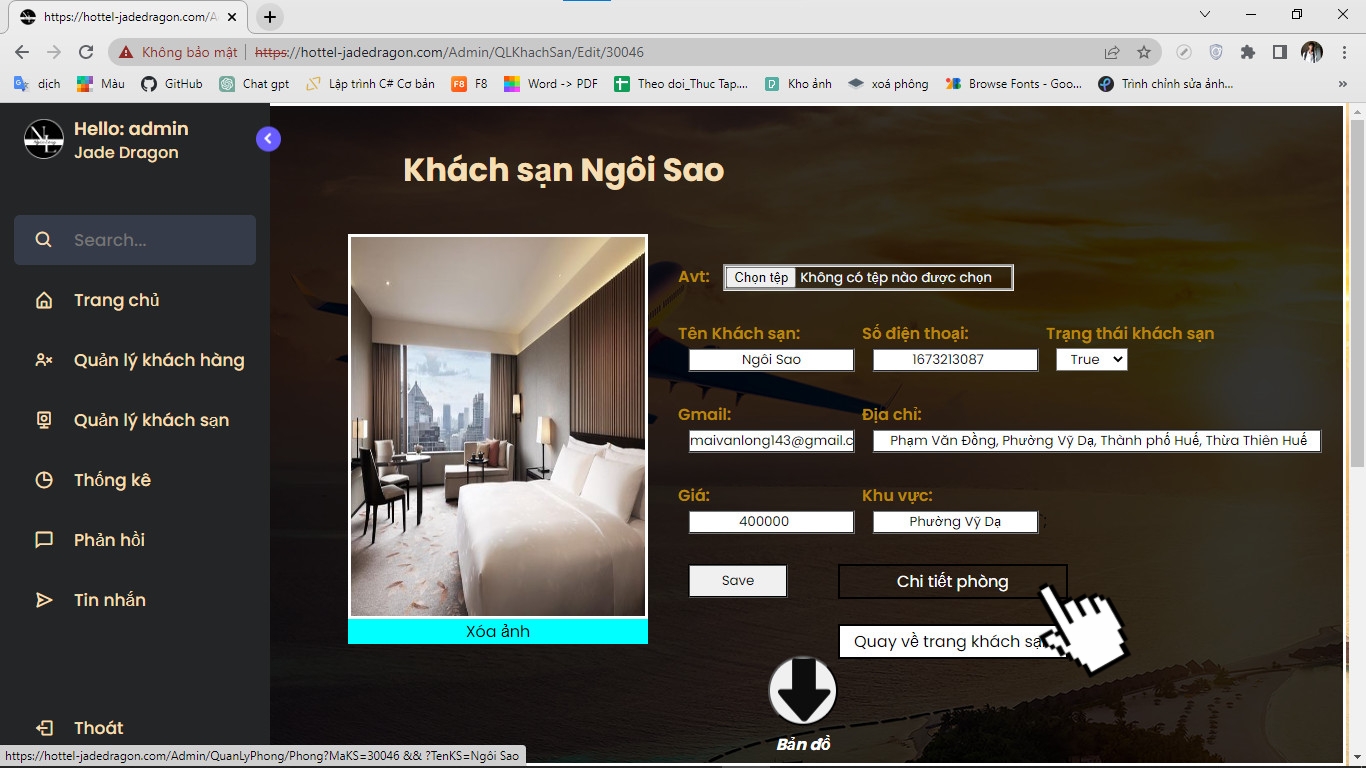 https://hottel-jadedragon.com/A
Không bảo mật https://hottel-jadedragon.com/Admin/QLKhachSan/Edit/30046
dịch Màu GitHub Chat gpt Lập trình C# Cơ bản F8 F8 Word -> PDF Theo doi_Thuc Tap,... D Kho ảnh xoá phông Browse Fonts - Goo... Trình chỉnh sửa ảnh... »
Hello: admin
Jade Dragon
Search...
Trang chủ
Quản lý khách hàng
Quản lý khách sạn
Thống kê
Phản hồi
Tin nhắn
Thoát
Khách sạn Ngôi Sao
Xóa ảnh
Avt: Chọn tệp Không có tệp nào được chọn
Tên Khách sạn: Số điện thoại: Trạng thái khách sạn
Ngôi Sao 1673213087 True
Gmail: Địa chỉ:
maivanlong143@gmail.c Phạm Văn Đồng, Phường Vỹ Dạ, Thành phố Huế, Thừa Thiên Huế
Giá: Khu vực:
400000 Phường Vỹ Dạ ;
Save Chi tiết phòng
Quay về trang khách sạ
Bản đồ
https://hottel-jadedragon.com/Admin/QuanLyPhong/Phong?MaKS=30046 && ?TenKS=Ngôi Sao